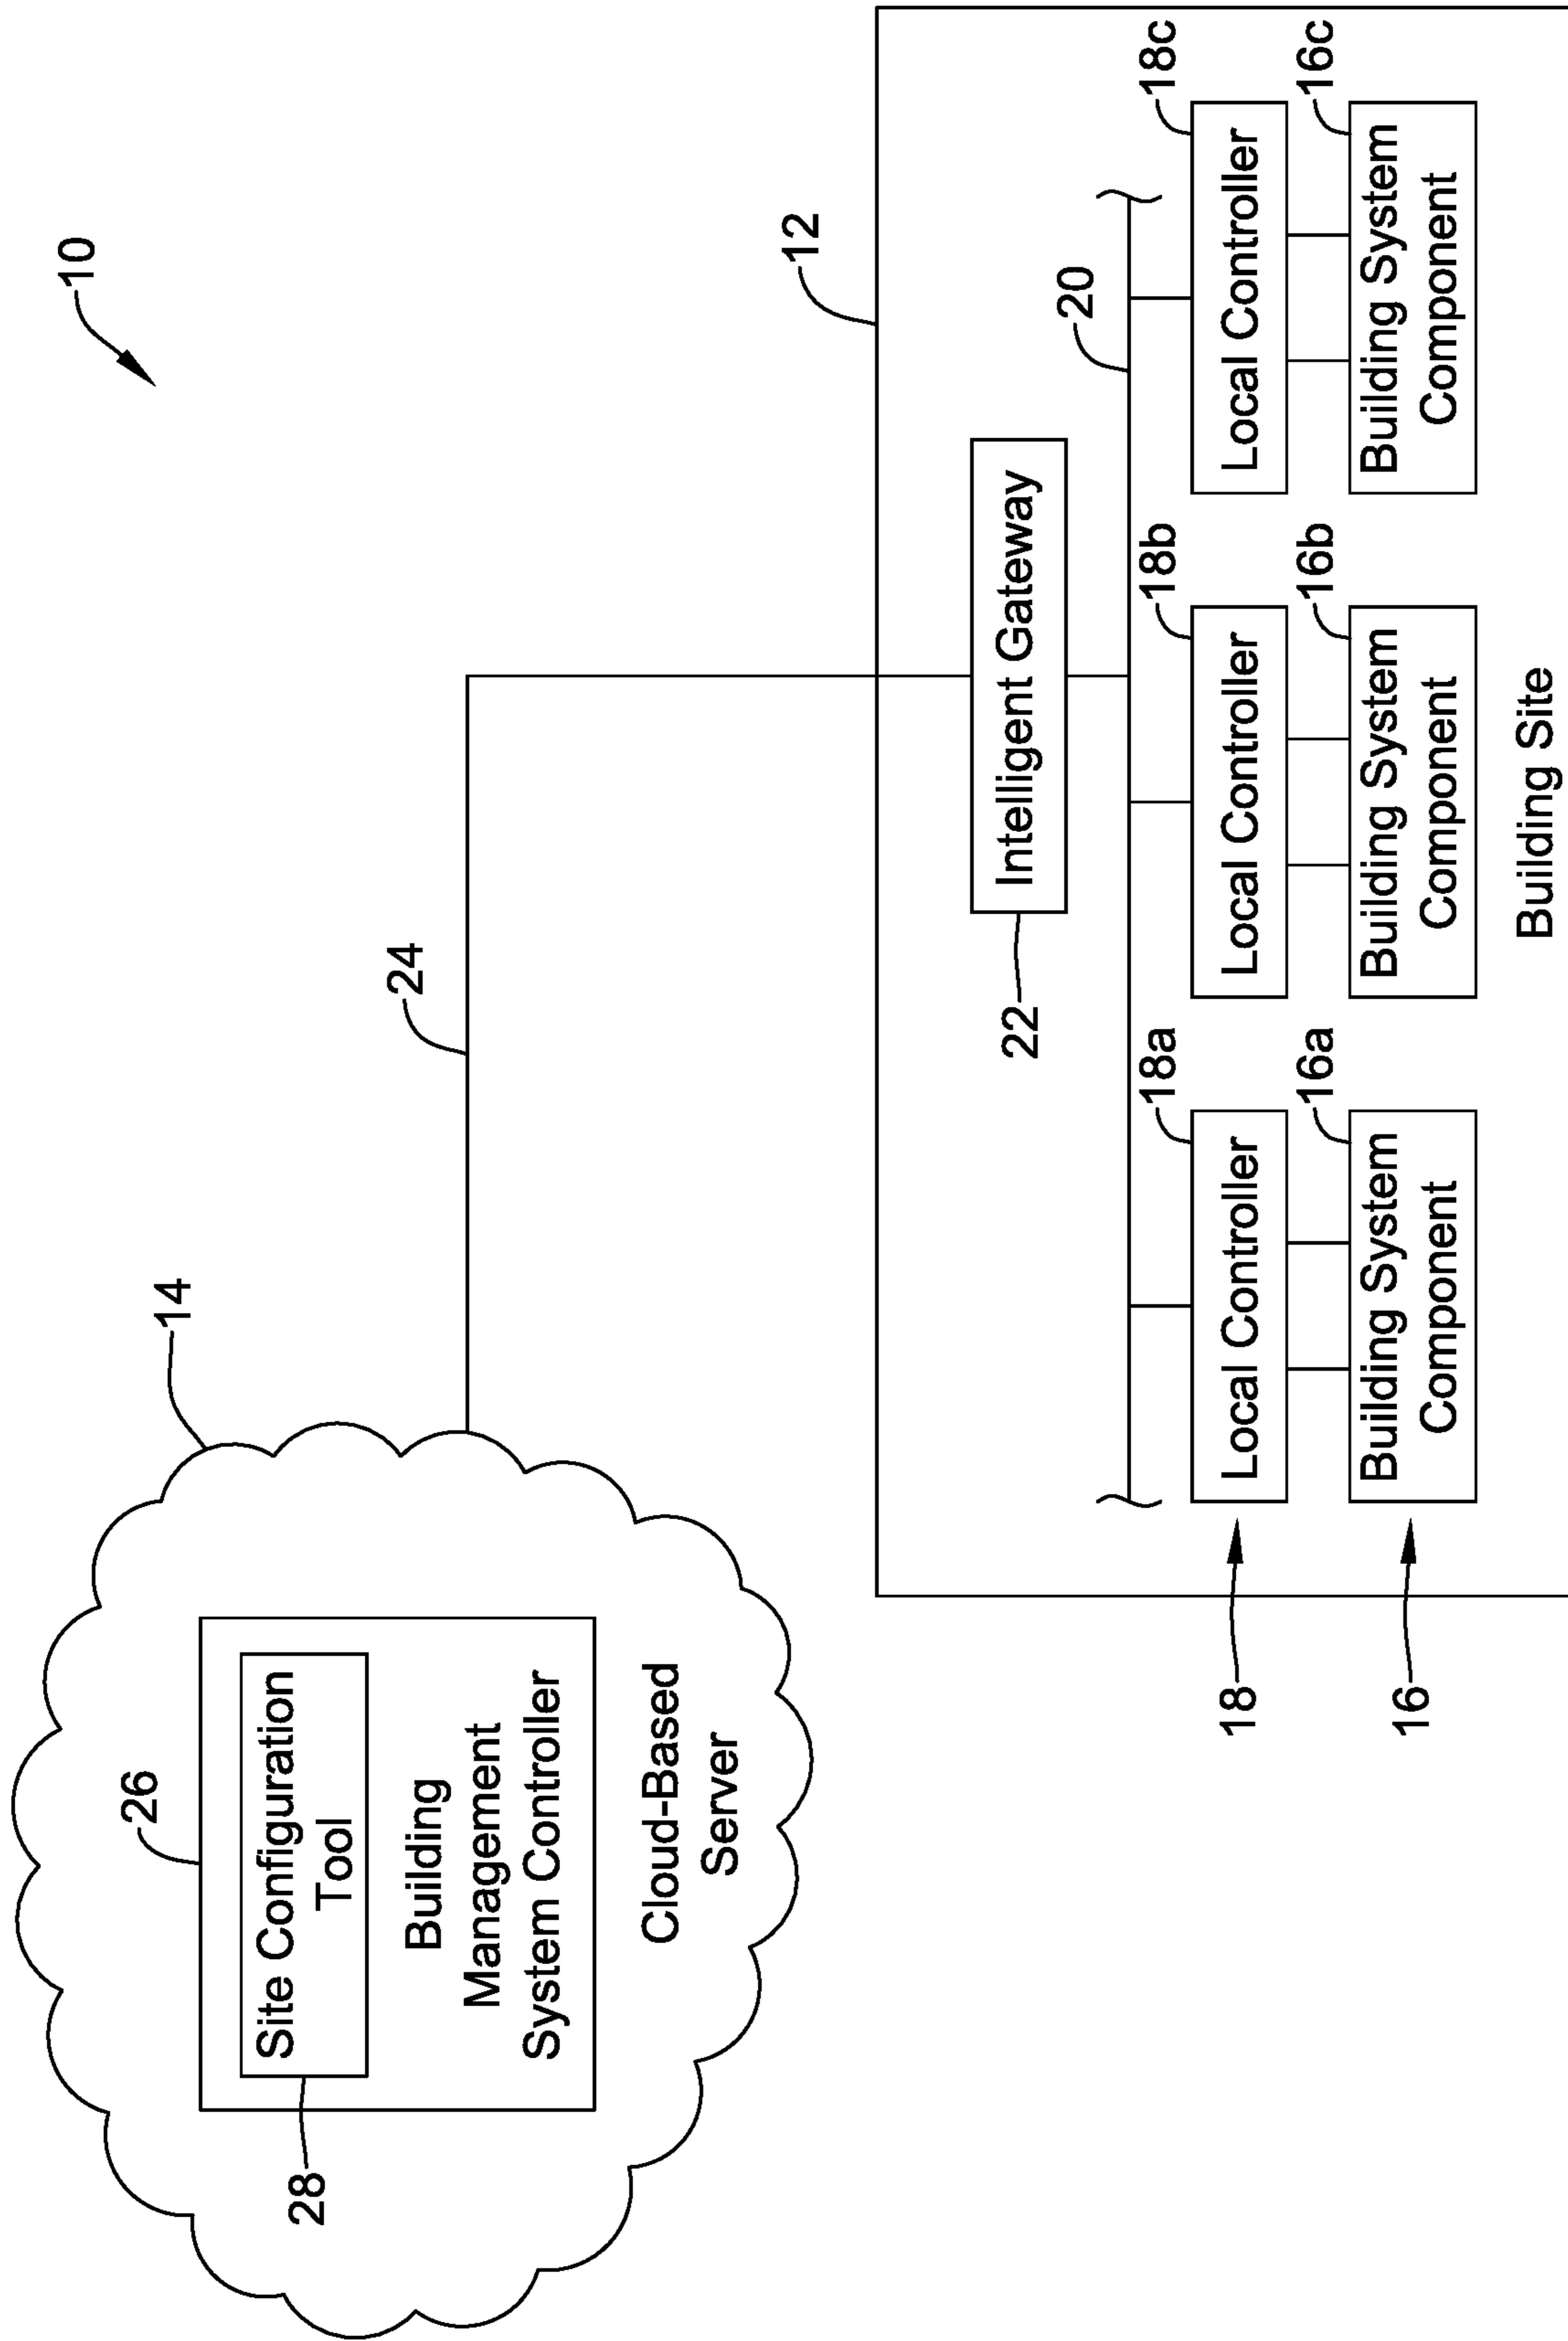 10
14
26
Site Configuration
Tool
28
Building
Management
System Controller
Cloud-Based
Server
24
12
Intelligent Gateway
22
20
18
18a
Local Controller
18b
Local Controller
18c
Local Controller
16
16a
Building System
Component
16b
Building System
Component
16c
Building System
Component
Building Site